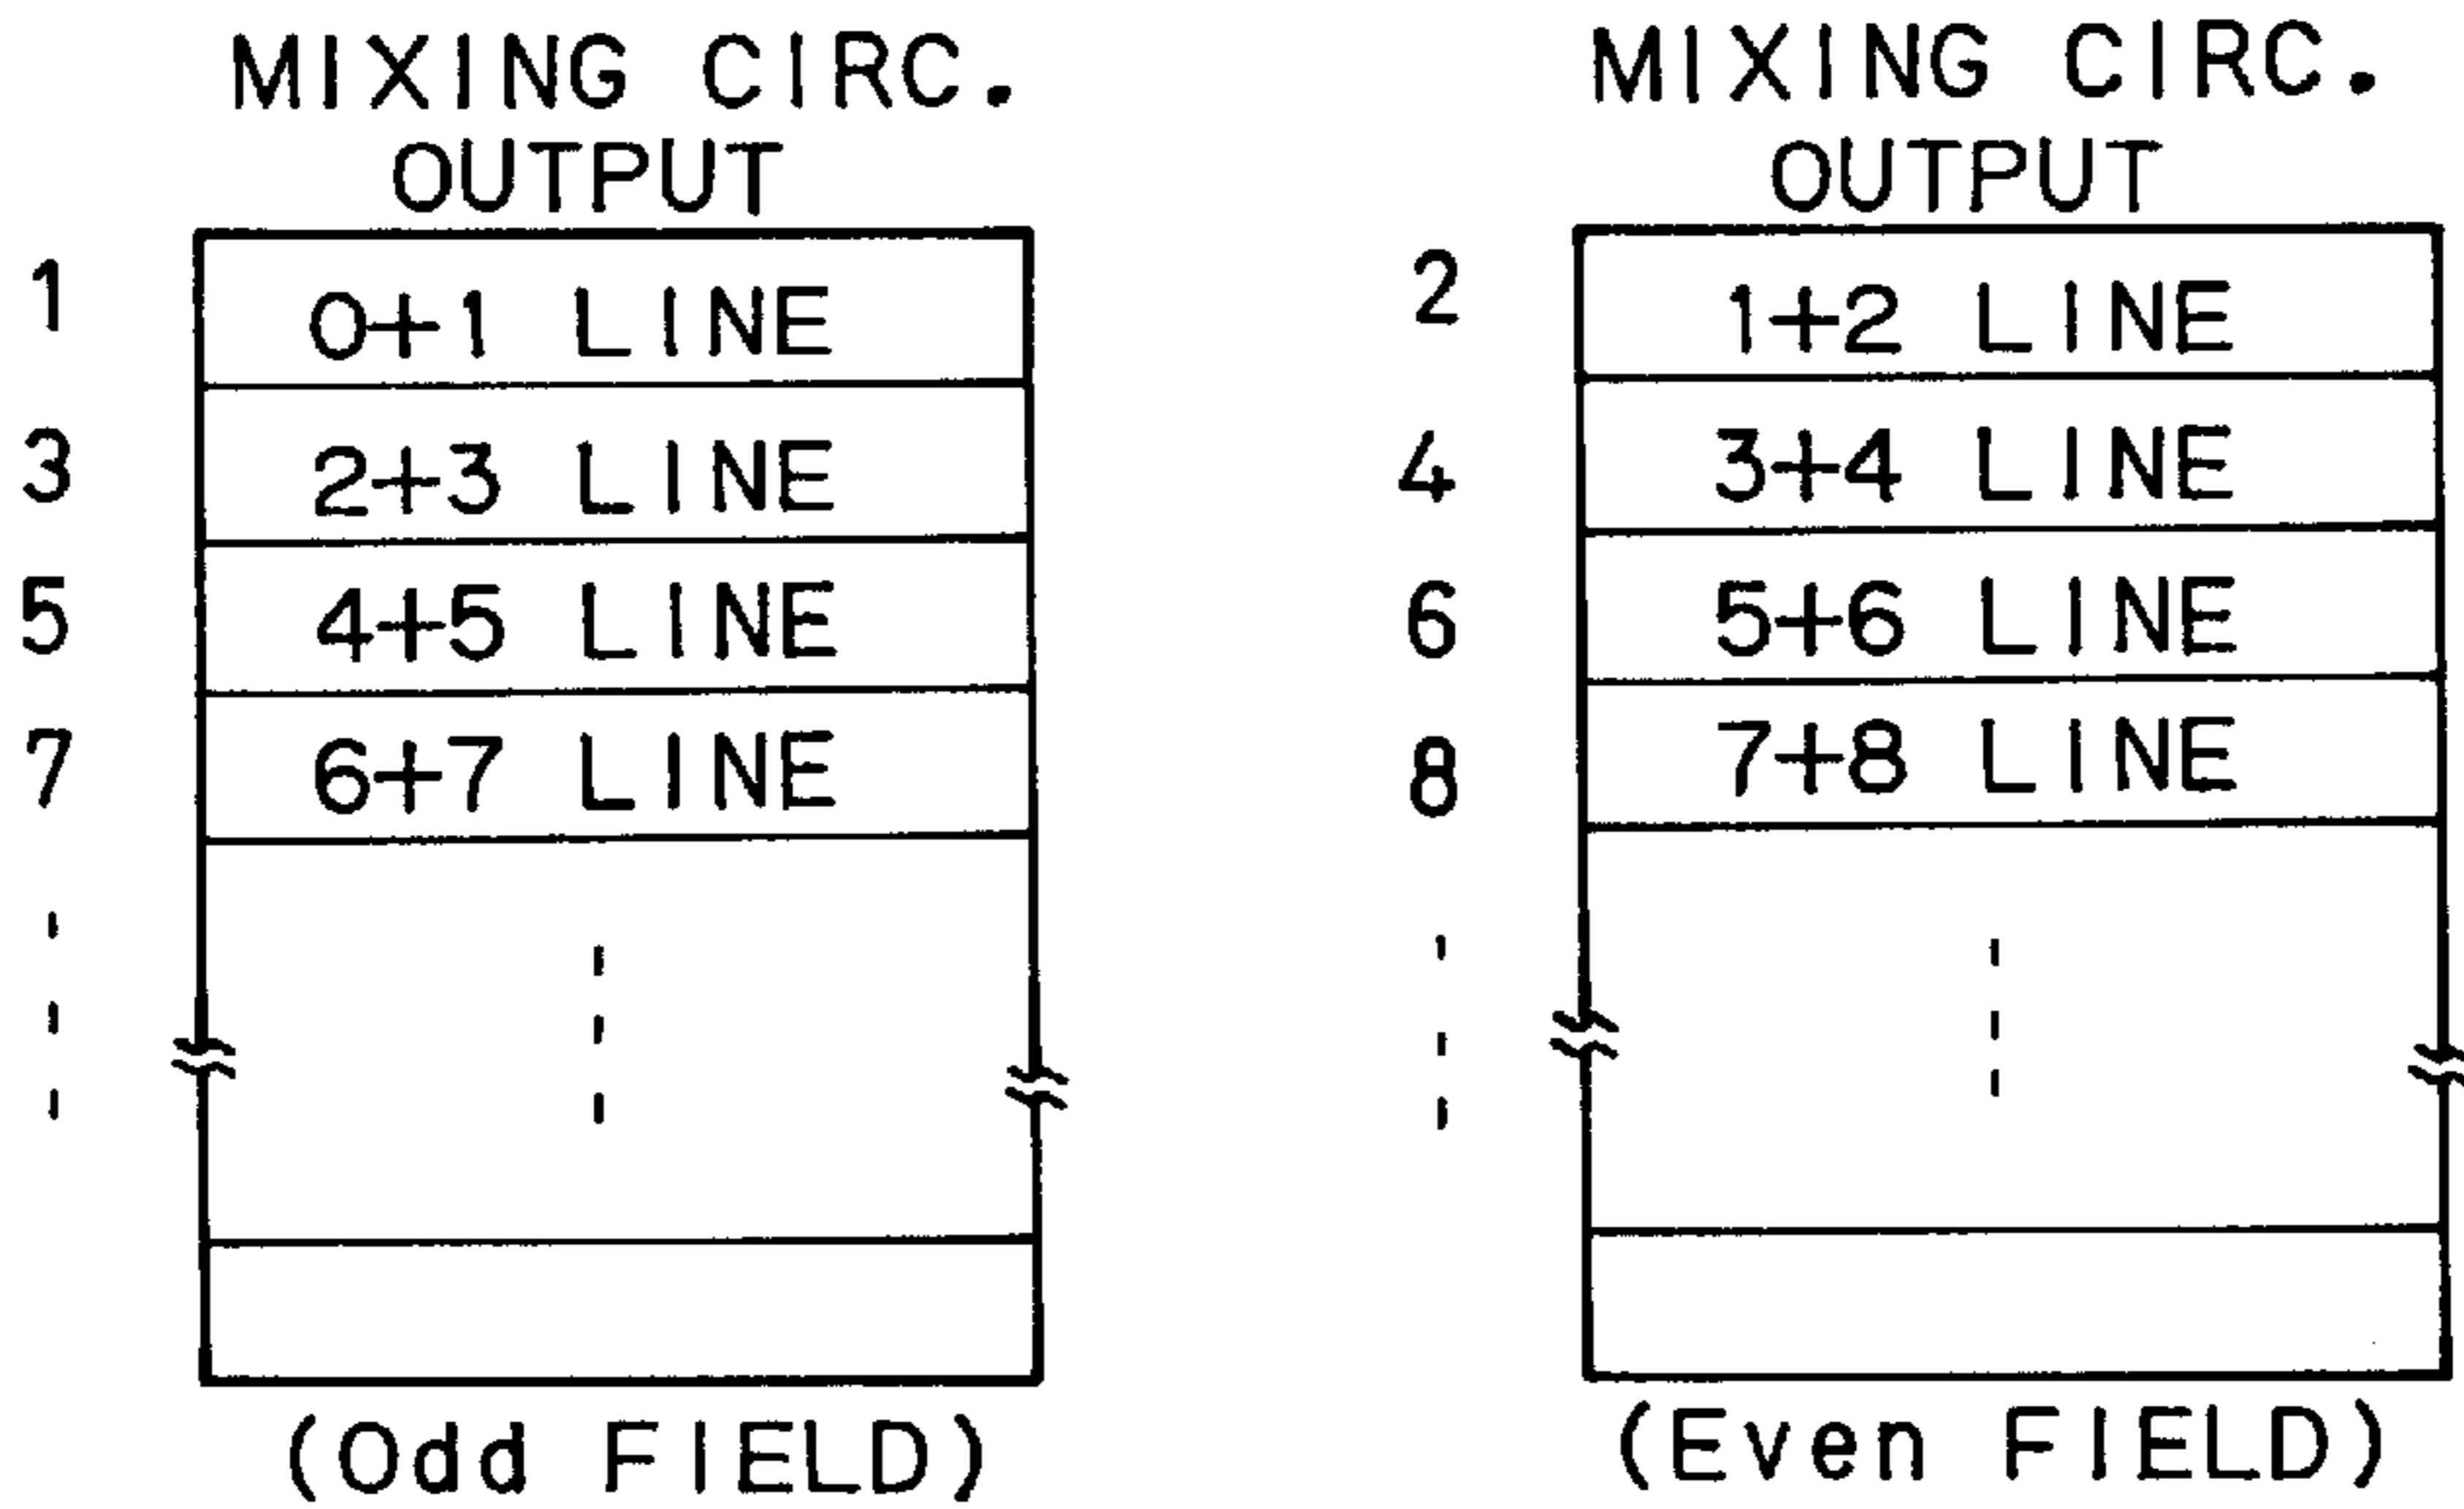 MIXING CIRC.
OUTPUT
1 0+1 LINE
3 2+3 LINE
5 4+5 LINE
7 6+7 LINE
(Odd FIELD)
MIXING CIRC.
OUTPUT
2 1+2 LINE
4 3+4 LINE
6 5+6 LINE
8 7+8 LINE
(Even FIELD)